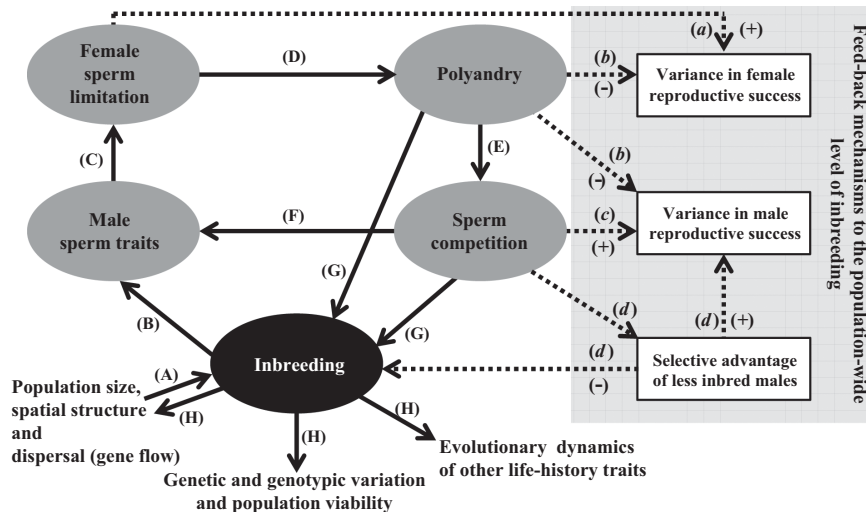 (a)
(+)
Female
sperm
limitation
(D)
Polyandry
(b)
(-)
Variance in female
reproductive success
(C)
(E)
(b)
(-)
Male
sperm traits
(F)
Sperm
competition
(c)
(+)
Variance in male
reproductive success
(B)
(G)
(G)
(d)
(d)
(+)
Inbreeding
(d)
(-)
Selective advantage
of less inbred males
(A)
(H)
Population size,
spatial structure
and
dispersal (gene flow)
(H)
(H)
Evolutionary dynamics
of other life-history traits
Genetic and genotypic variation
and population viability
Feed-back mechanisms to the population-wide
level of inbreeding